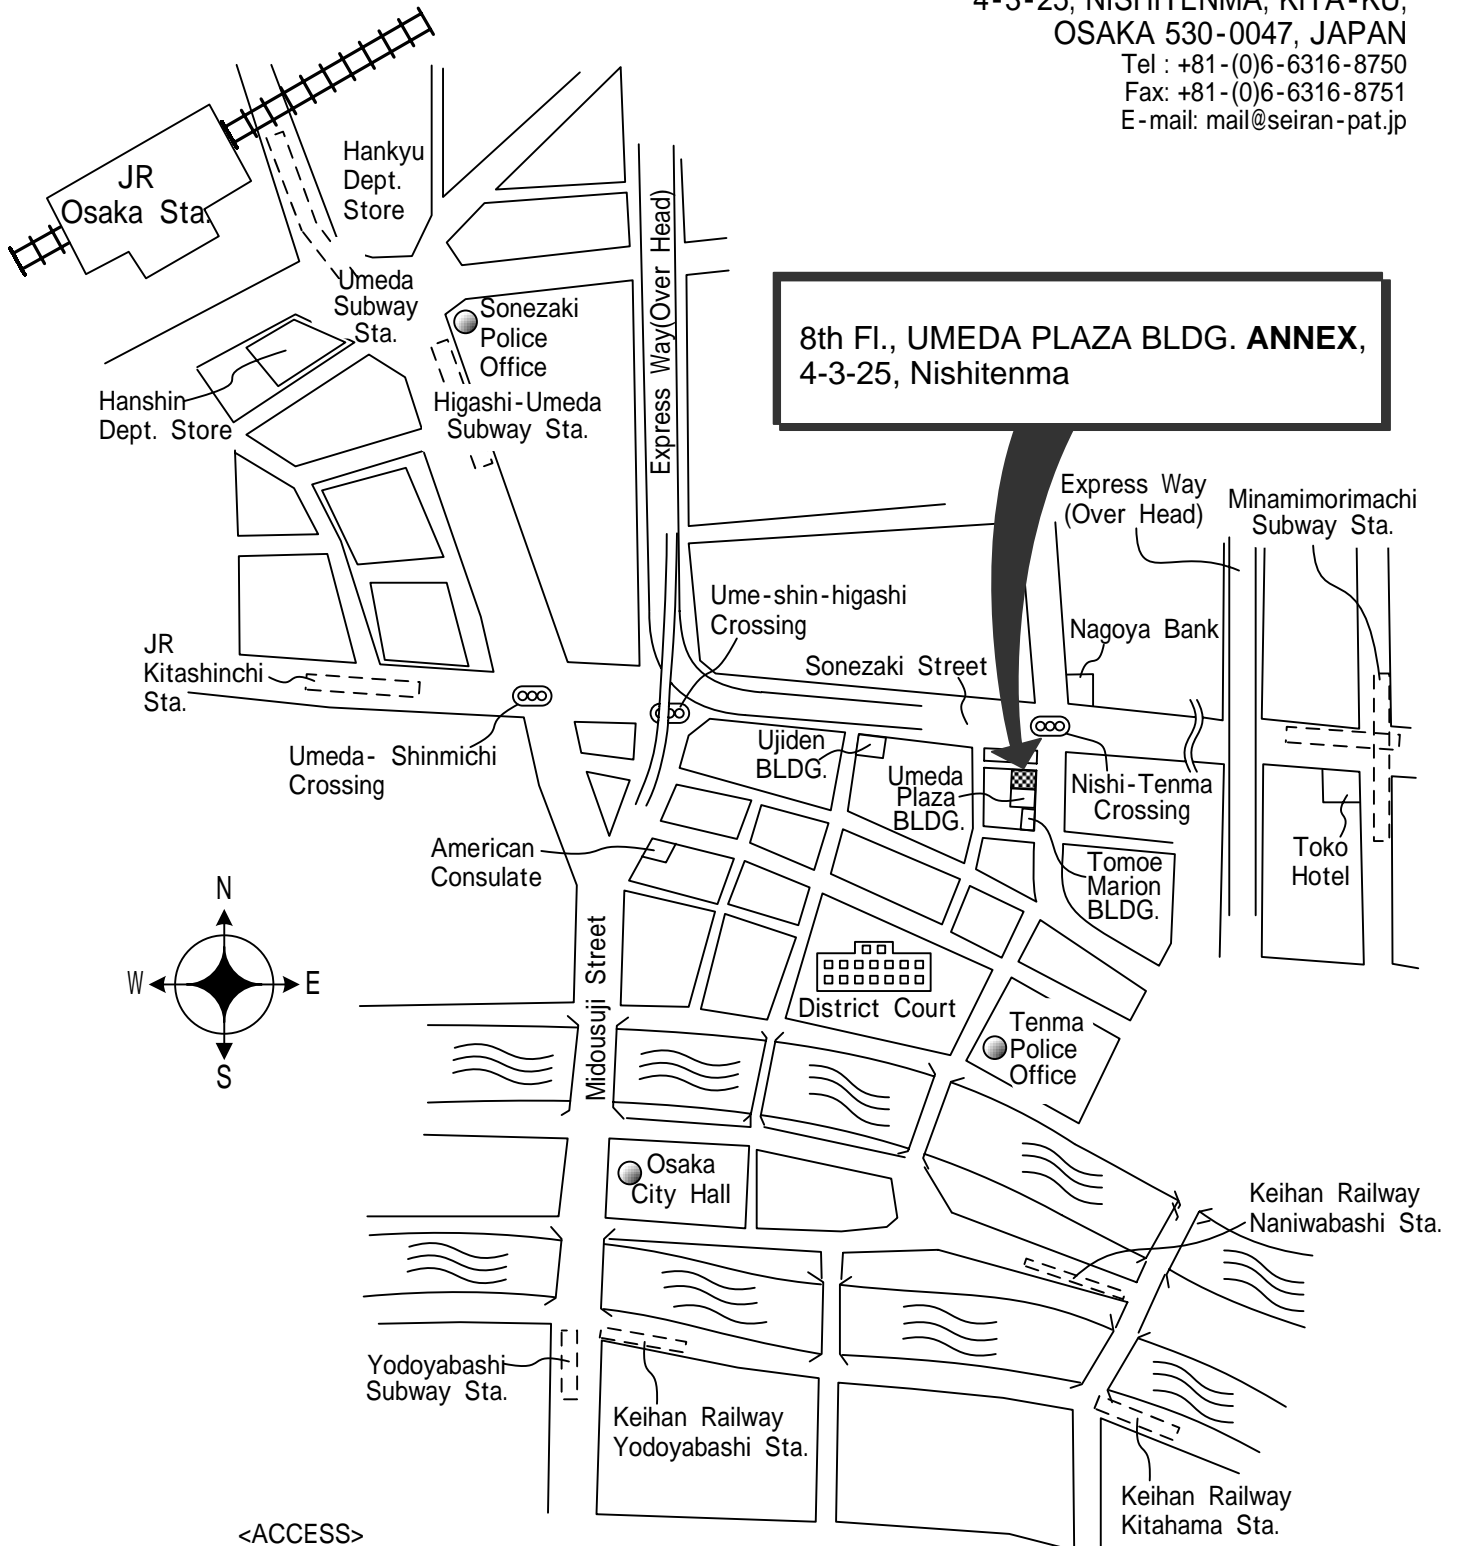 4-3-25, NISHITENMA, KITA-KU,
OSAKA 530-0047, JAPAN
Tel : +81-(0)6-6316-8750
Fax: +81-(0)6-6316-8751
E-mail: mail@seiran-pat.jp
JR
Osaka Sta.
Hankyu
Dept.
Store
Umeda
Subway
Sta.
Sonezaki
Police
Office
Express Way(Over Head)
8th Fl., UMEDA PLAZA BLDG. ANNEX,
4-3-25, Nishitenma
Hanshin
Dept. Store
Higashi-Umeda
Subway Sta.
Express Way
(Over Head)
Minamimorimachi
Subway Sta.
Ume-shin-higashi
Crossing
Nagoya Bank
JR
Kitashinchi
Sta.
Sonezaki Street
Umeda- Shinmichi
Crossing
Ujiden
BLDG.
Umeda
Plaza
BLDG.
Nishi-Tenma
Crossing
American
Consulate
Tomoe
Marion
BLDG.
Toko
Hotel
N
W
E
S
Midousuji Street
District Court
Tenma
Police
Office
Osaka
City Hall
Keihan Railway
Naniwabashi Sta.
Yodoyabashi
Subway Sta.
Keihan Railway
Yodoyabashi Sta.
Keihan Railway
Kitahama Sta.
<ACCESS>